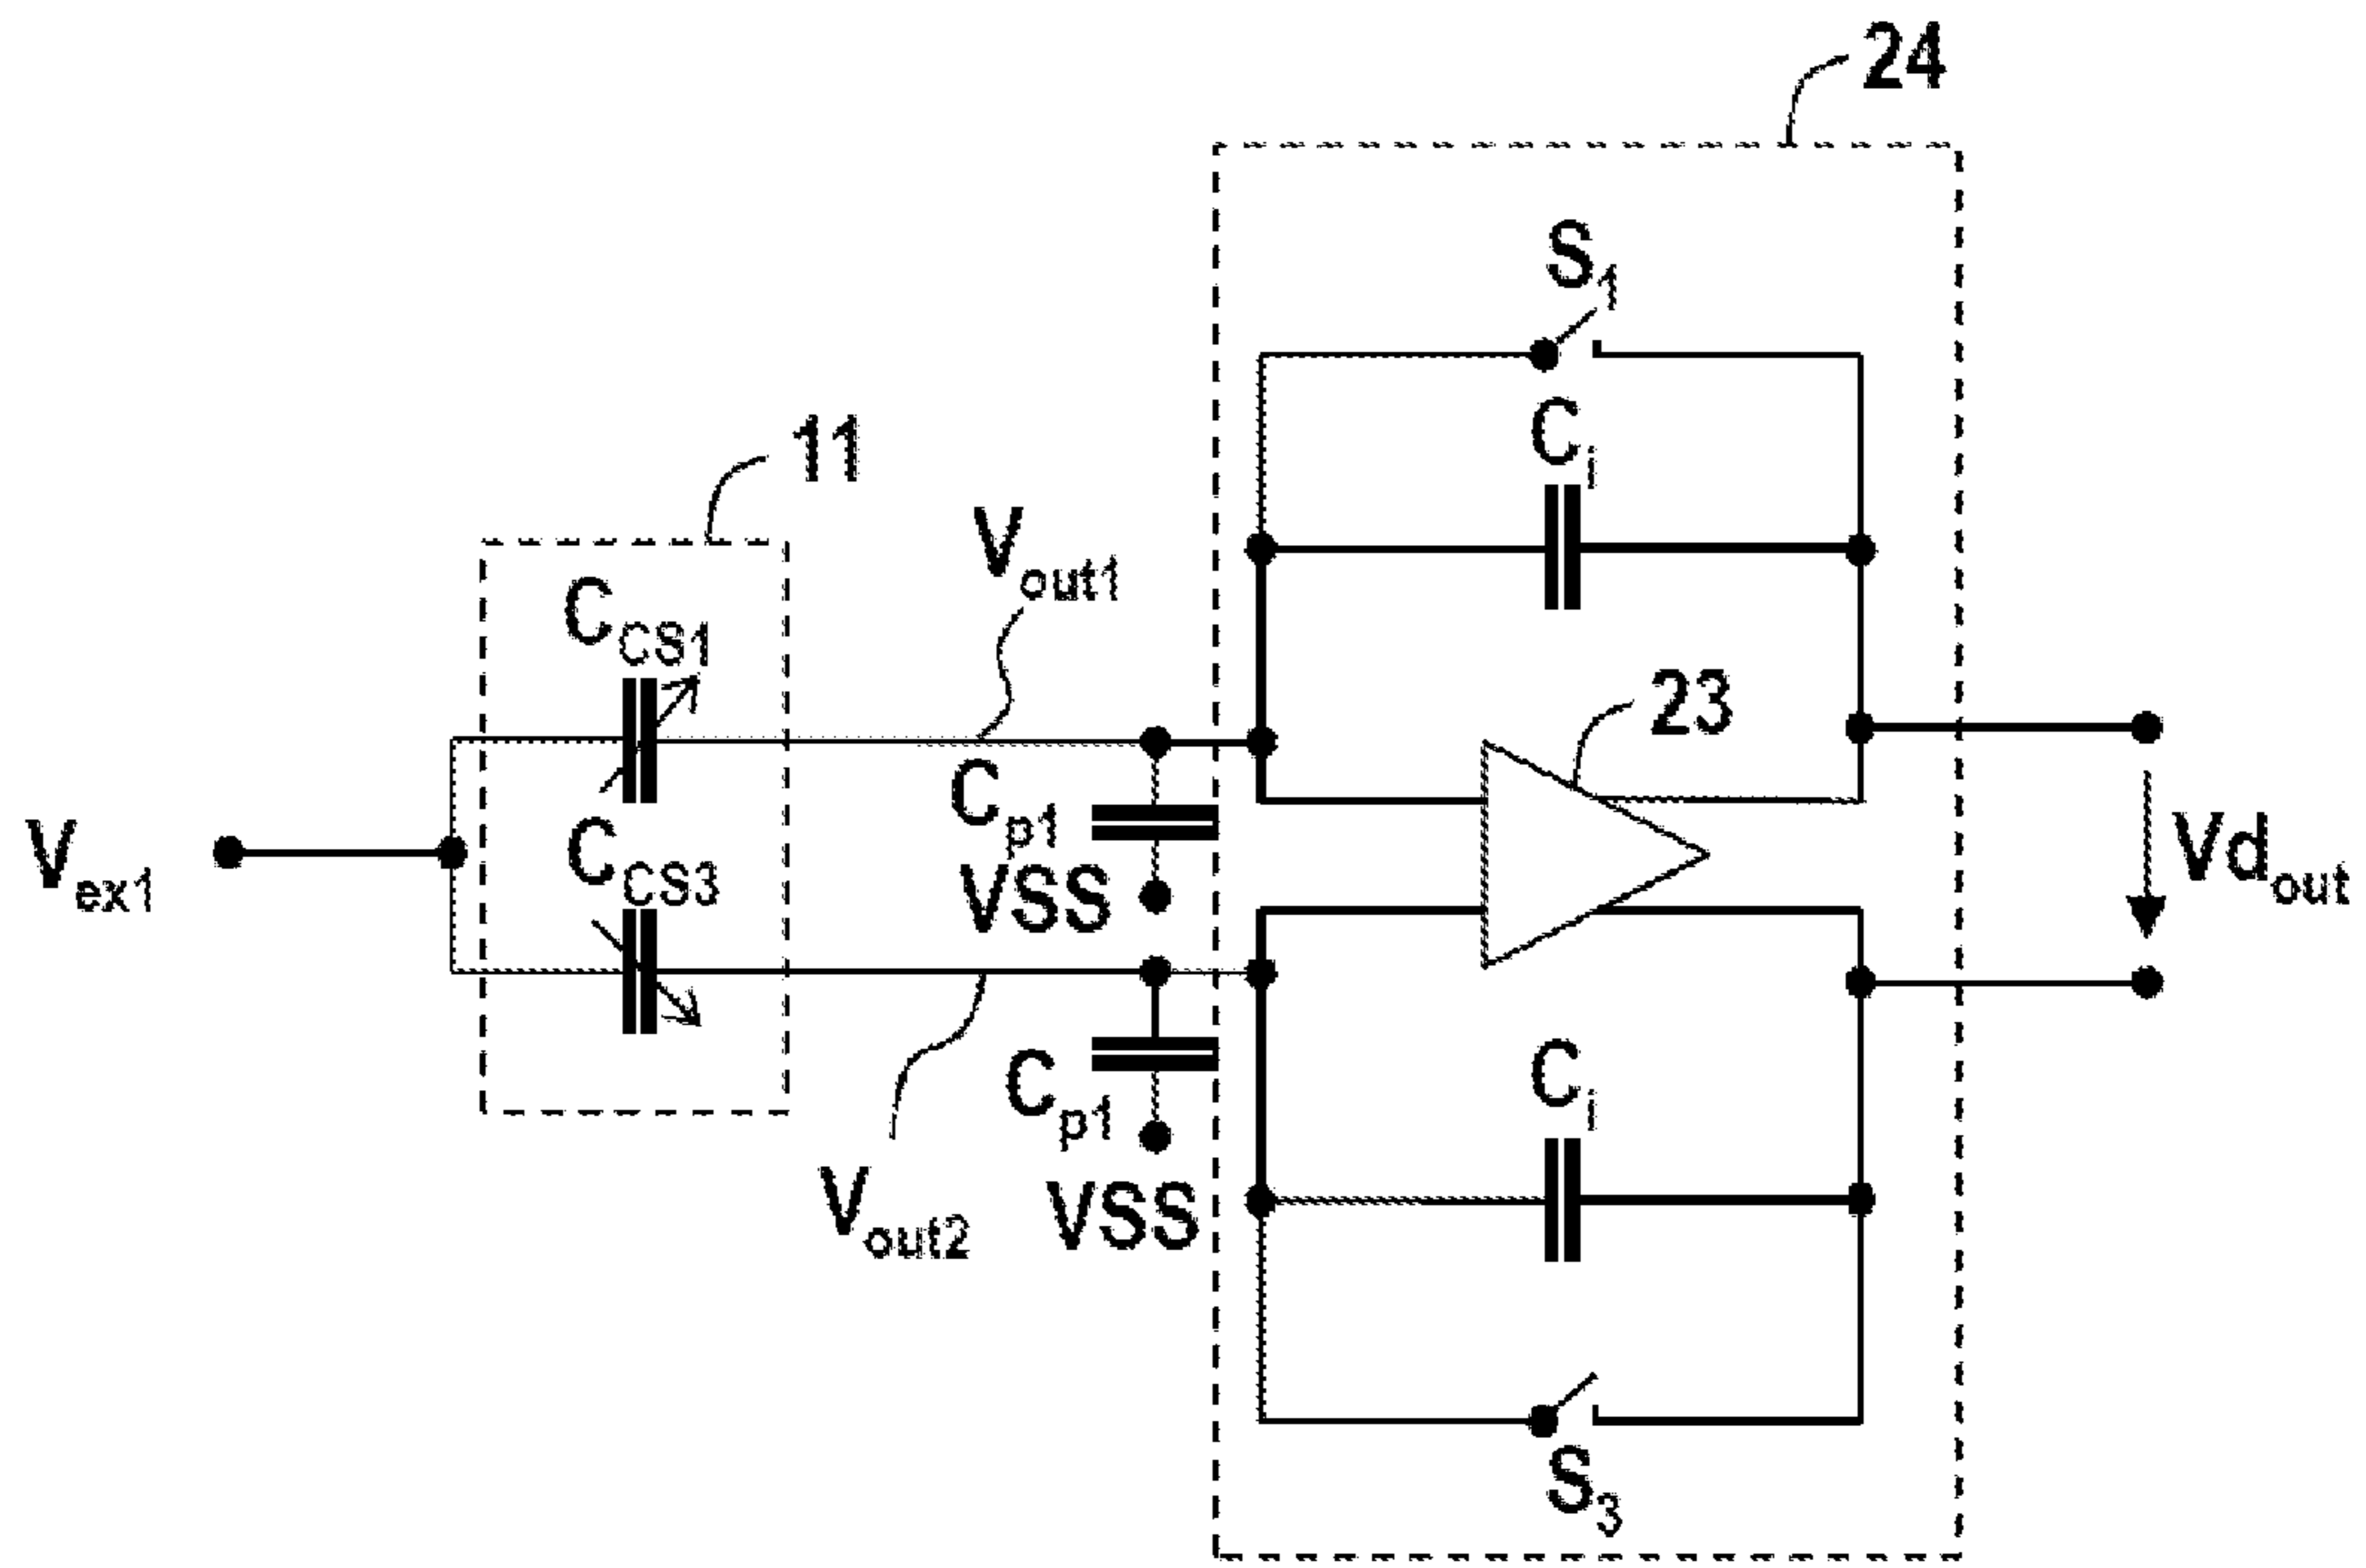 24
S1
Ci
11
Vout1
CCS1
23
Cp1
CCS3
Vex1
VSS
Vdout
Cp1
Ci
Vout2
VSS
S3